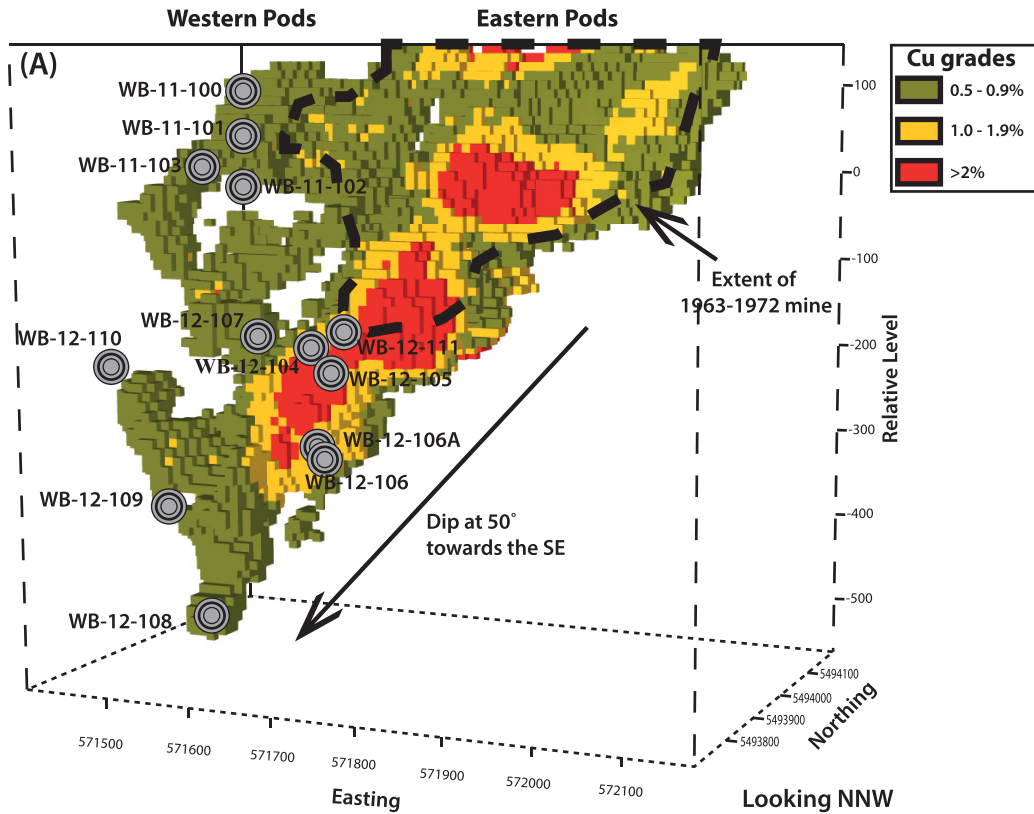 Western Pods
Eastern Pods
(A)
Cu grades
0.5 - 0.9%
1.0 - 1.9%
>2%
WB-11-100
WB-11-101
WB-11-103
WB-11-102
WB-12-107
WB-12-110
WB-12-104
WB-12-111
WB-12-105
WB-12-106A
WB-12-106
WB-12-109
WB-12-108
Extent of
1963-1972 mine
Dip at 50°
towards the SE
100
0
-100
-200
-300
-400
-500
Relative Level
5494100
5494000
5493900
5493800
Northing
571500
571600
571700
571800
571900
572000
572100
Easting
Looking NNW